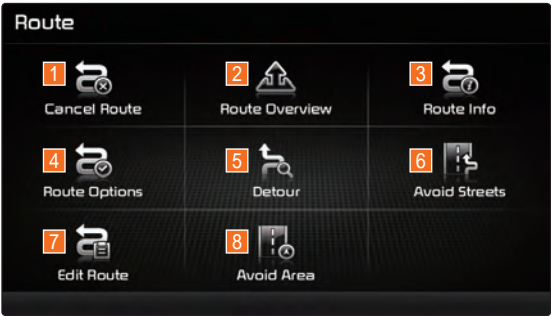 Route
1
Cancel Route
2
Route Overview
3
Route Info
4
Route Options
5
Detour
6
Avoid Streets
7
Edit Route
8
Avoid Area